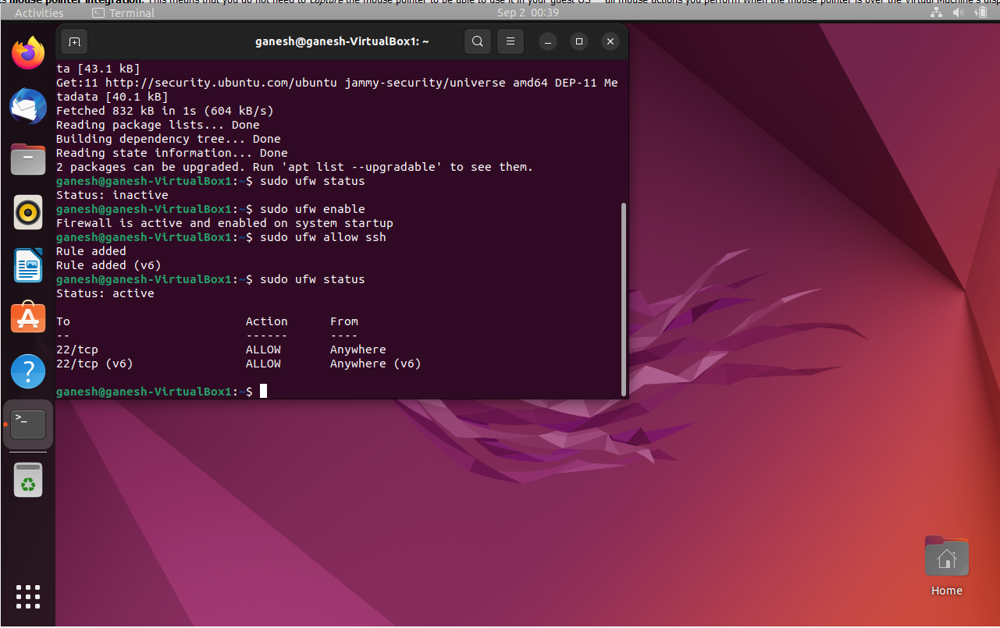 mouse pointer integration. This means that you do not need to capture the mouse pointer to be able to use it in your guest OS
all mouse actions you perform when the mouse pointer is over the Virtual Machine's
Activities Terminal Sep 2 00:39
ganesh@ganesh-VirtualBox1: ~
ta [43.1 kB]
Get:11 http://security.ubuntu.com/ubuntu jammy-security/universe amd64 DEP-11 Me
tadata [40.1 kB]
Fetched 832 kB in 1s (604 kB/s)
Reading package lists... Done
Building dependency tree... Done
Reading state information... Done
2 packages can be upgraded. Run 'apt list --upgradable' to see them.
ganesh@ganesh-VirtualBox1:~$ sudo ufw status
Status: inactive
ganesh@ganesh-VirtualBox1:~$ sudo ufw enable
Firewall is active and enabled on system startup
ganesh@ganesh-VirtualBox1:~$ sudo ufw allow ssh
Rule added
Rule added (v6)
ganesh@ganesh-VirtualBox1:~$ sudo ufw status
Status: active
To Action From
-- ------ ----
22/tcp ALLOW Anywhere
22/tcp (v6) ALLOW Anywhere (v6)
ganesh@ganesh-VirtualBox1:~$
Home